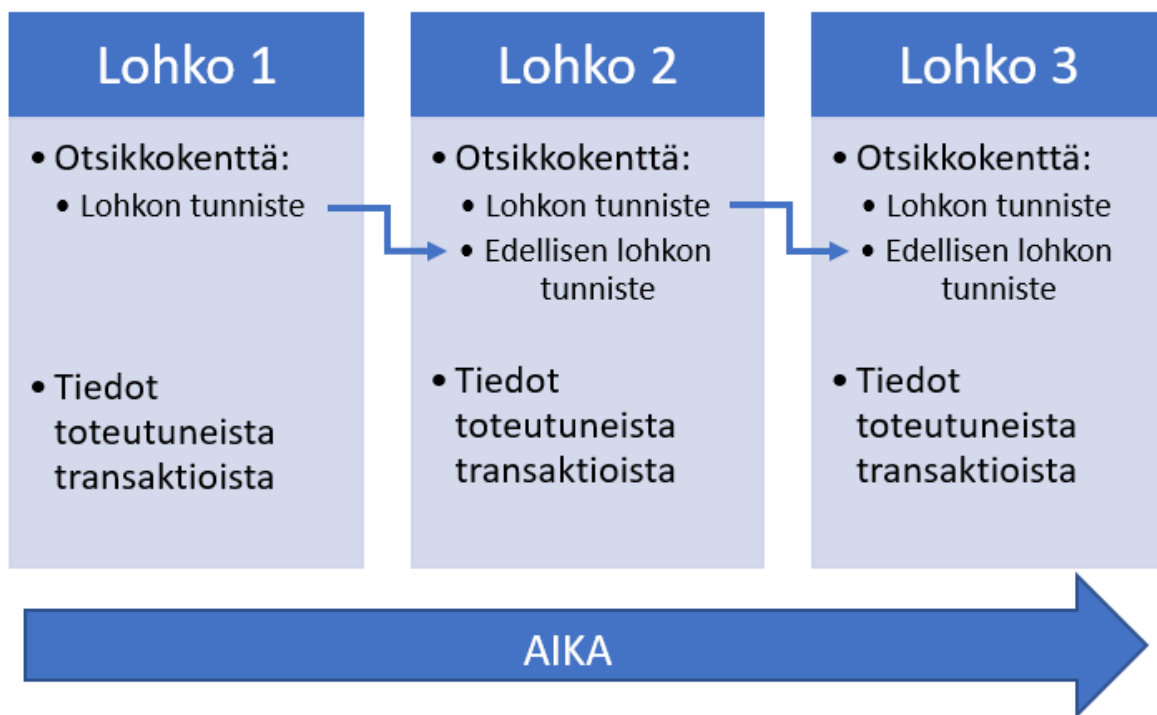 Lohko 1
• Otsikkokenttä:
• Lohkon tunniste
• Tiedot
toteutuneista
transaktioista
Lohko 2
• Otsikkokenttä:
• Lohkon tunniste
• Edellisen lohkon
tunniste
• Tiedot
toteutuneista
transaktioista
Lohko 3
• Otsikkokenttä:
• Lohkon tunniste
• Edellisen lohkon
tunniste
• Tiedot
toteutuneista
transaktioista
AIKA